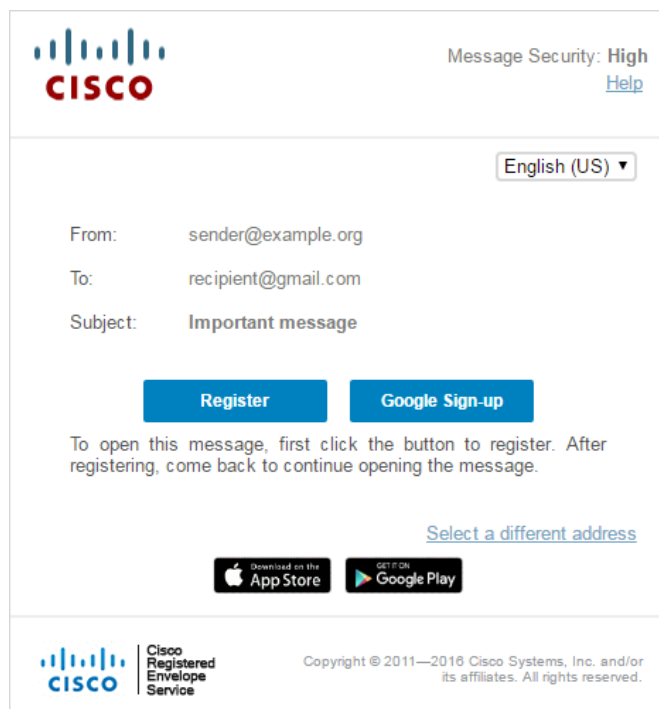 CISCO
Message Security: High
Help
English (US) ▼
From: sender@example.org
To: recipient@gmail.com
Subject: Important message
Register Google Sign-up
To open this message, first click the button to register. After
registering, come back to continue opening the message.
Select a different address
Download on the
App Store
GET IT ON
Google Play
CISCO
Cisco
Registered
Envelope
Service
Copyright © 2011—2016 Cisco Systems, Inc. and/or
its affiliates. All rights reserved.